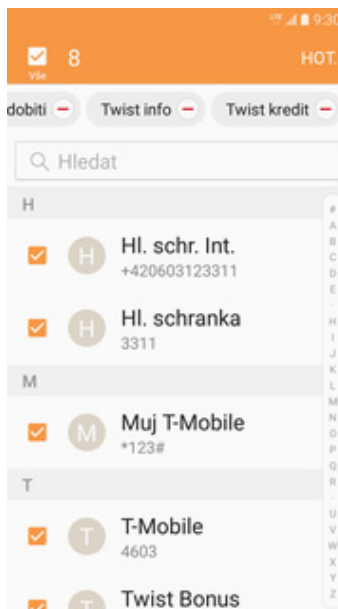 LTE 9:30
8 HOT.
Vše
dobiti Twist info Twist kredit
Hledat
H
H Hl. schr. Int.
+420603123311
H Hl. schranka
3311
M
M Muj T-Mobile
*123#
T
T T-Mobile
4603
T Twist Bonus
#
A
B
C
D
E
·
H
I
J
K
L
M
N
O
P
Q
R
·
U
V
W
X
Y
Z